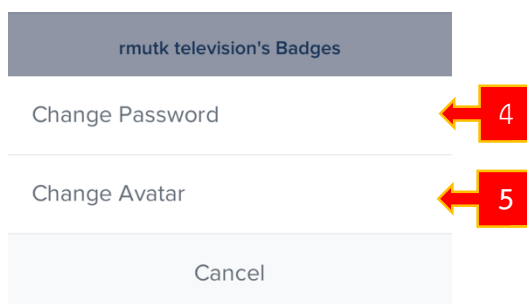 rmutk television's Badges
Change Password
4
Change Avatar
5
Cancel